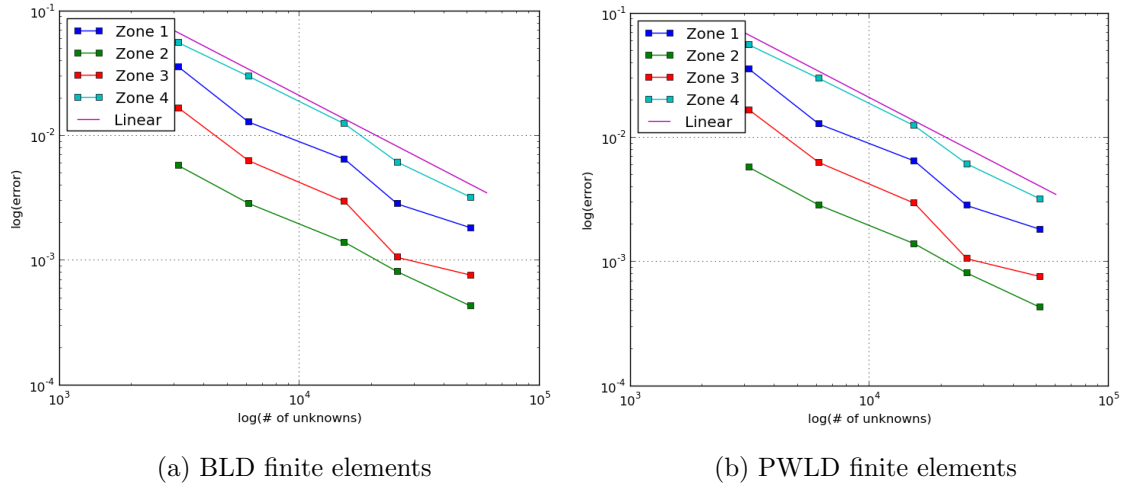 10^-1
Zone 1
Zone 2
Zone 3
Zone 4
Linear
10^-2
log(error)
10^-3
10^-4
10^3
10^4
10^5
log(# of unknowns)
(a) BLD finite elements
10^-1
Zone 1
Zone 2
Zone 3
Zone 4
Linear
10^-2
log(error)
10^-3
10^-4
10^3
10^4
10^5
log(# of unknowns)
(b) PWLD finite elements